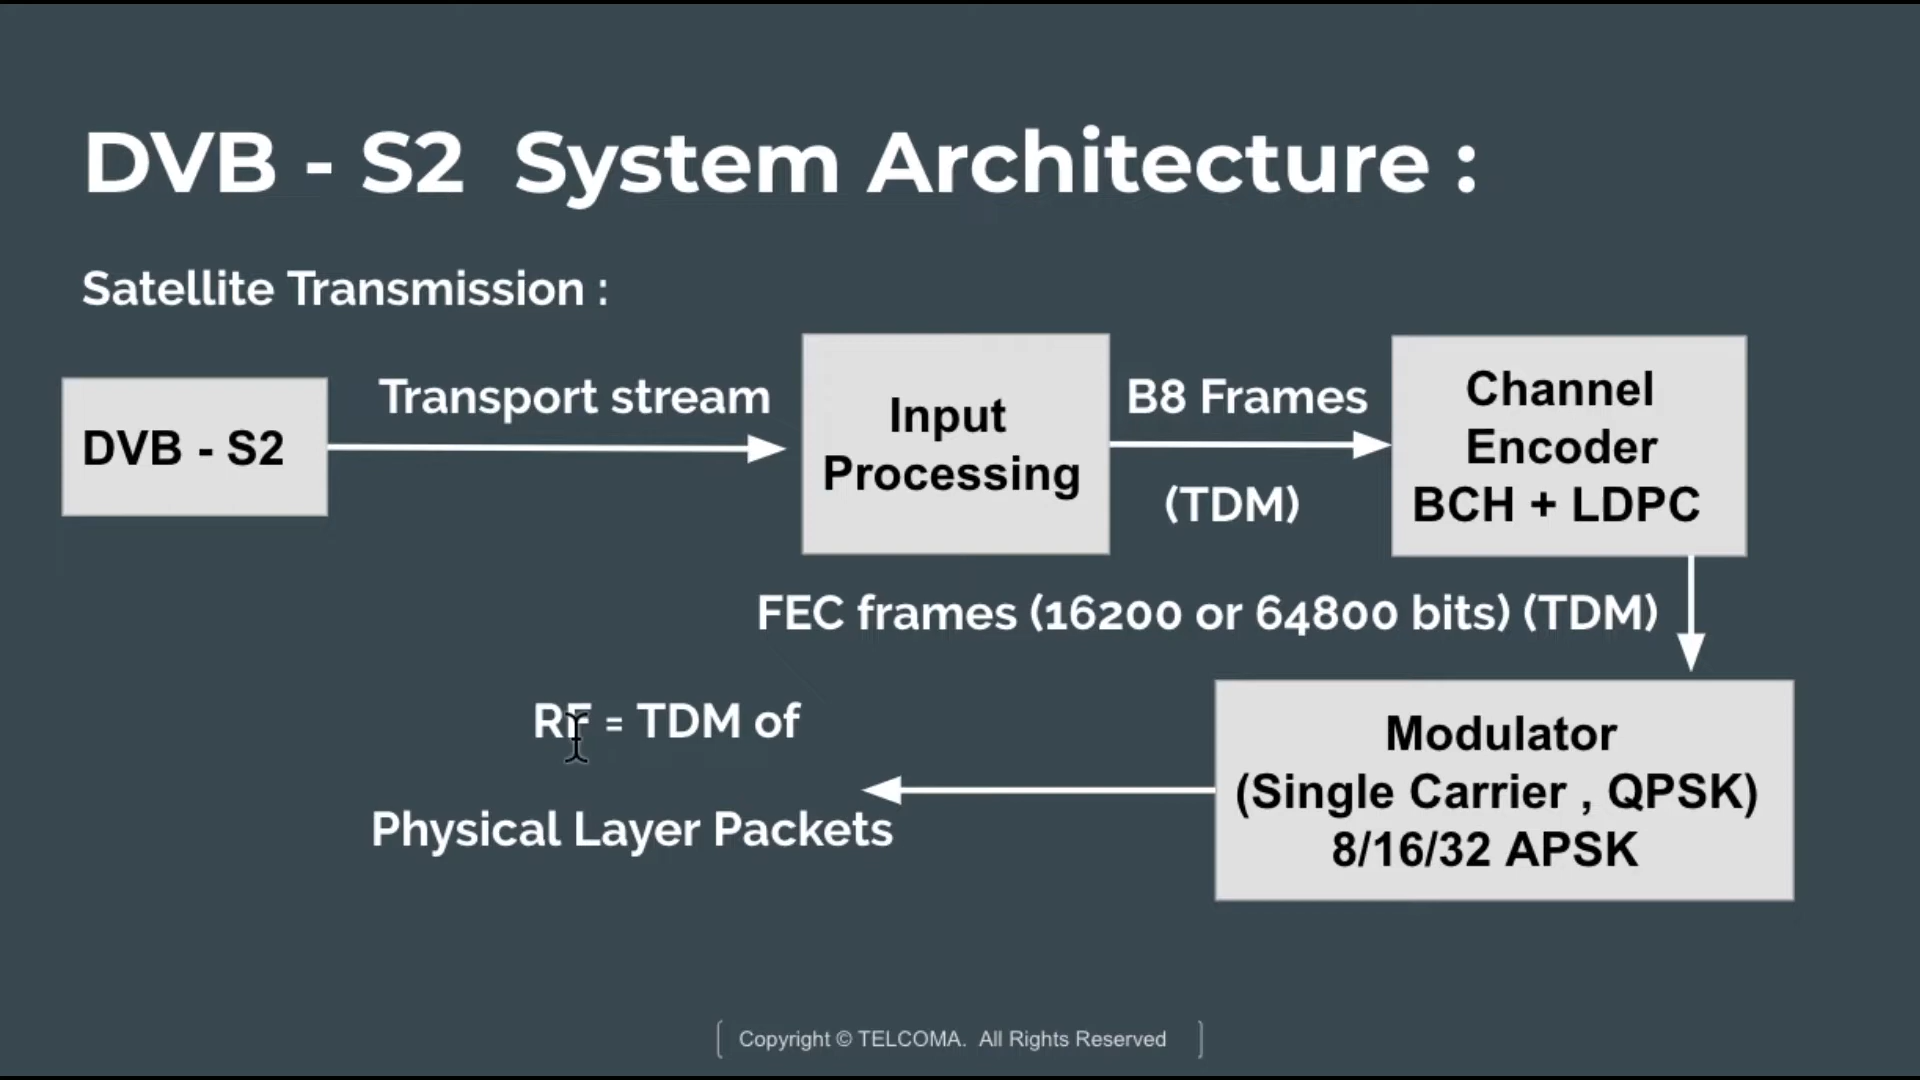 DVB - S2 System Architecture :
Satellite Transmission :
DVB - S2
Transport stream
Input
Processing
B8 Frames
(TDM)
Channel
Encoder
BCH + LDPC
FEC frames (16200 or 64800 bits) (TDM)
Modulator
(Single Carrier , QPSK)
8/16/32 APSK
RF = TDM of
Physical Layer Packets
Copyright © TELCOMA. All Rights Reserved